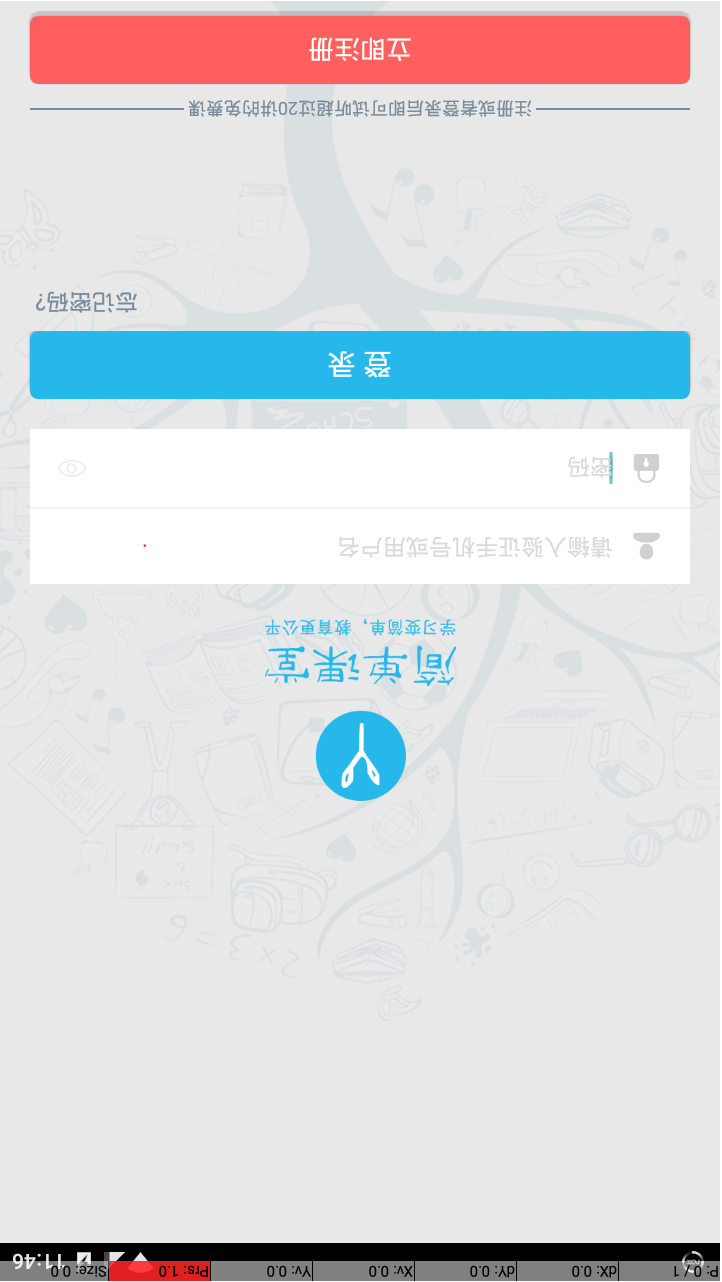 P: 0 / 1 dX: 0.0 dY: 0.0 Xv: 0.0 Yv: 0.0 Prs: 1.0 Size: 0.0
11:46
2×3=6
简单课堂
学习变简单，教育更公平
请输入验证手机号或用户名
密码
登 录
忘记密码?
注册或者登录后即可试听超过20讲的免费课
立即注册